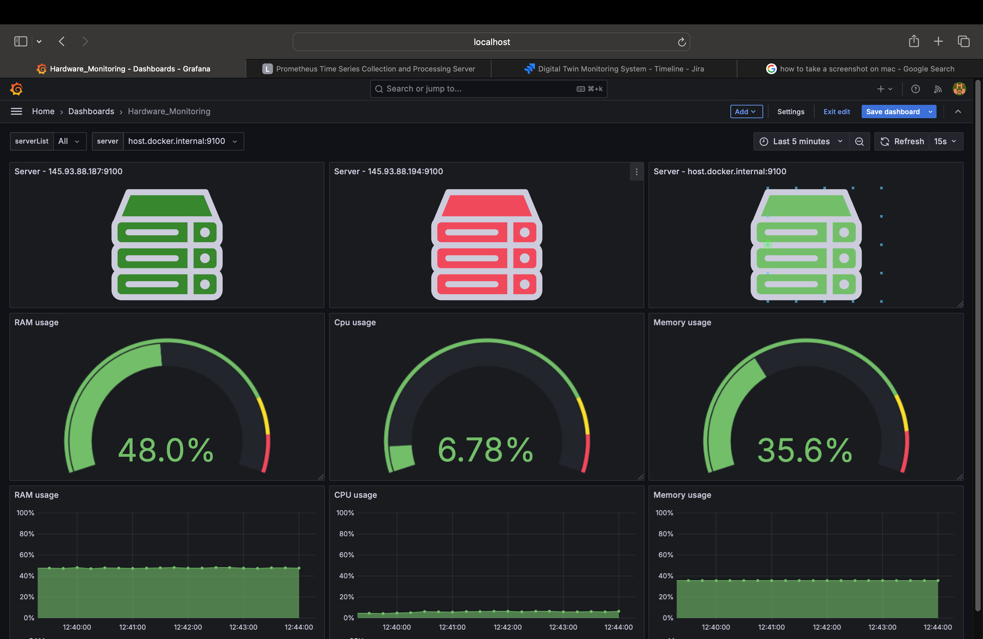 localhost
Hardware_Monitoring - Dashboards - Grafana
L Prometheus Time Series Collection and Processing Server
Digital Twin Monitoring System - Timeline - Jira
how to take a screenshot on mac - Google Search
Search or jump to...
⌘+k
Home › Dashboards › Hardware_Monitoring
Add
Settings
Exit edit
Save dashboard
serverList All
server host.docker.internal:9100
Last 5 minutes
Refresh 15s
Server - 145.93.88.187:9100
Server - 145.93.88.194:9100
Server - host.docker.internal:9100
RAM usage
48.0%
Cpu usage
6.78%
Memory usage
35.6%
RAM usage
100%
80%
60%
40%
20%
0%
12:40:00 12:41:00 12:42:00 12:43:00 12:44:00
CPU usage
100%
80%
60%
40%
20%
0%
12:40:00 12:41:00 12:42:00 12:43:00 12:44:00
Memory usage
100%
80%
60%
40%
20%
0%
12:40:00 12:41:00 12:42:00 12:43:00 12:44:00